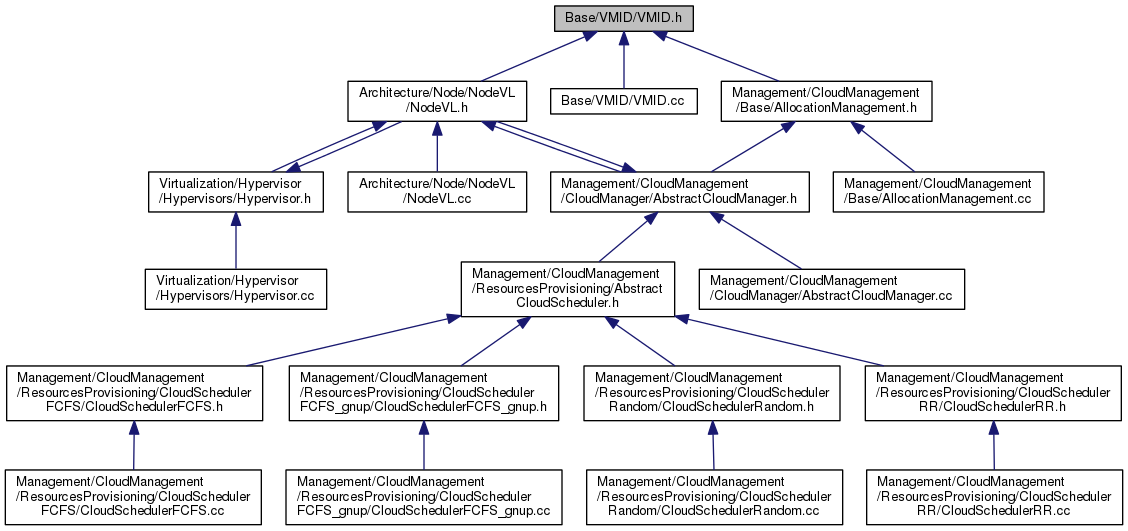 Base/VMID/VMID.h
Architecture/Node/NodeVL
/NodeVL.h
Base/VMID/VMID.cc
Management/CloudManagement
/Base/AllocationManagement.h
Virtualization/Hypervisor
/Hypervisors/Hypervisor.h
Architecture/Node/NodeVL
/NodeVL.cc
Management/CloudManagement
/CloudManager/AbstractCloudManager.h
Management/CloudManagement
/Base/AllocationManagement.cc
Virtualization/Hypervisor
/Hypervisors/Hypervisor.cc
Management/CloudManagement
/ResourcesProvisioning/Abstract
CloudScheduler.h
Management/CloudManagement
/CloudManager/AbstractCloudManager.cc
Management/CloudManagement
/ResourcesProvisioning/CloudScheduler
FCFS/CloudSchedulerFCFS.h
Management/CloudManagement
/ResourcesProvisioning/CloudScheduler
FCFS_gnup/CloudSchedulerFCFS_gnup.h
Management/CloudManagement
/ResourcesProvisioning/CloudScheduler
Random/CloudSchedulerRandom.h
Management/CloudManagement
/ResourcesProvisioning/CloudScheduler
RR/CloudSchedulerRR.h
Management/CloudManagement
/ResourcesProvisioning/CloudScheduler
FCFS/CloudSchedulerFCFS.cc
Management/CloudManagement
/ResourcesProvisioning/CloudScheduler
FCFS_gnup/CloudSchedulerFCFS_gnup.cc
Management/CloudManagement
/ResourcesProvisioning/CloudScheduler
Random/CloudSchedulerRandom.cc
Management/CloudManagement
/ResourcesProvisioning/CloudScheduler
RR/CloudSchedulerRR.cc